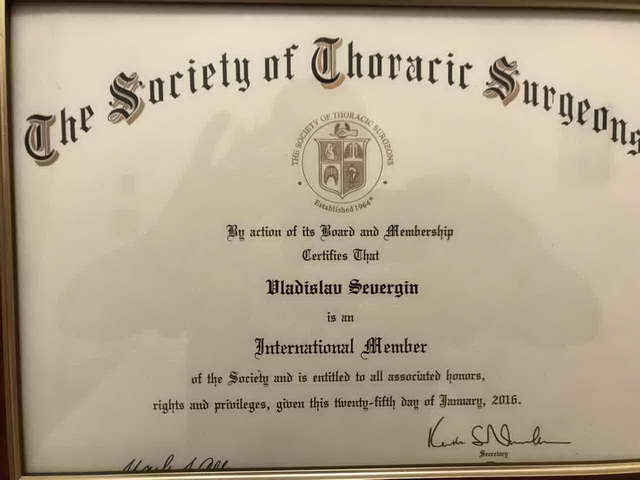 The Society of Thoracic Surgeons
THE SOCIETY OF THORACIC SURGEONS
Established 1964
By action of its Board and Membership
Certifies That
Vladislav Severgin
is an
International Member
of the Society and is entitled to all associated honors,
rights and privileges, given this twenty-fifth day of January, 2016.
Secretary